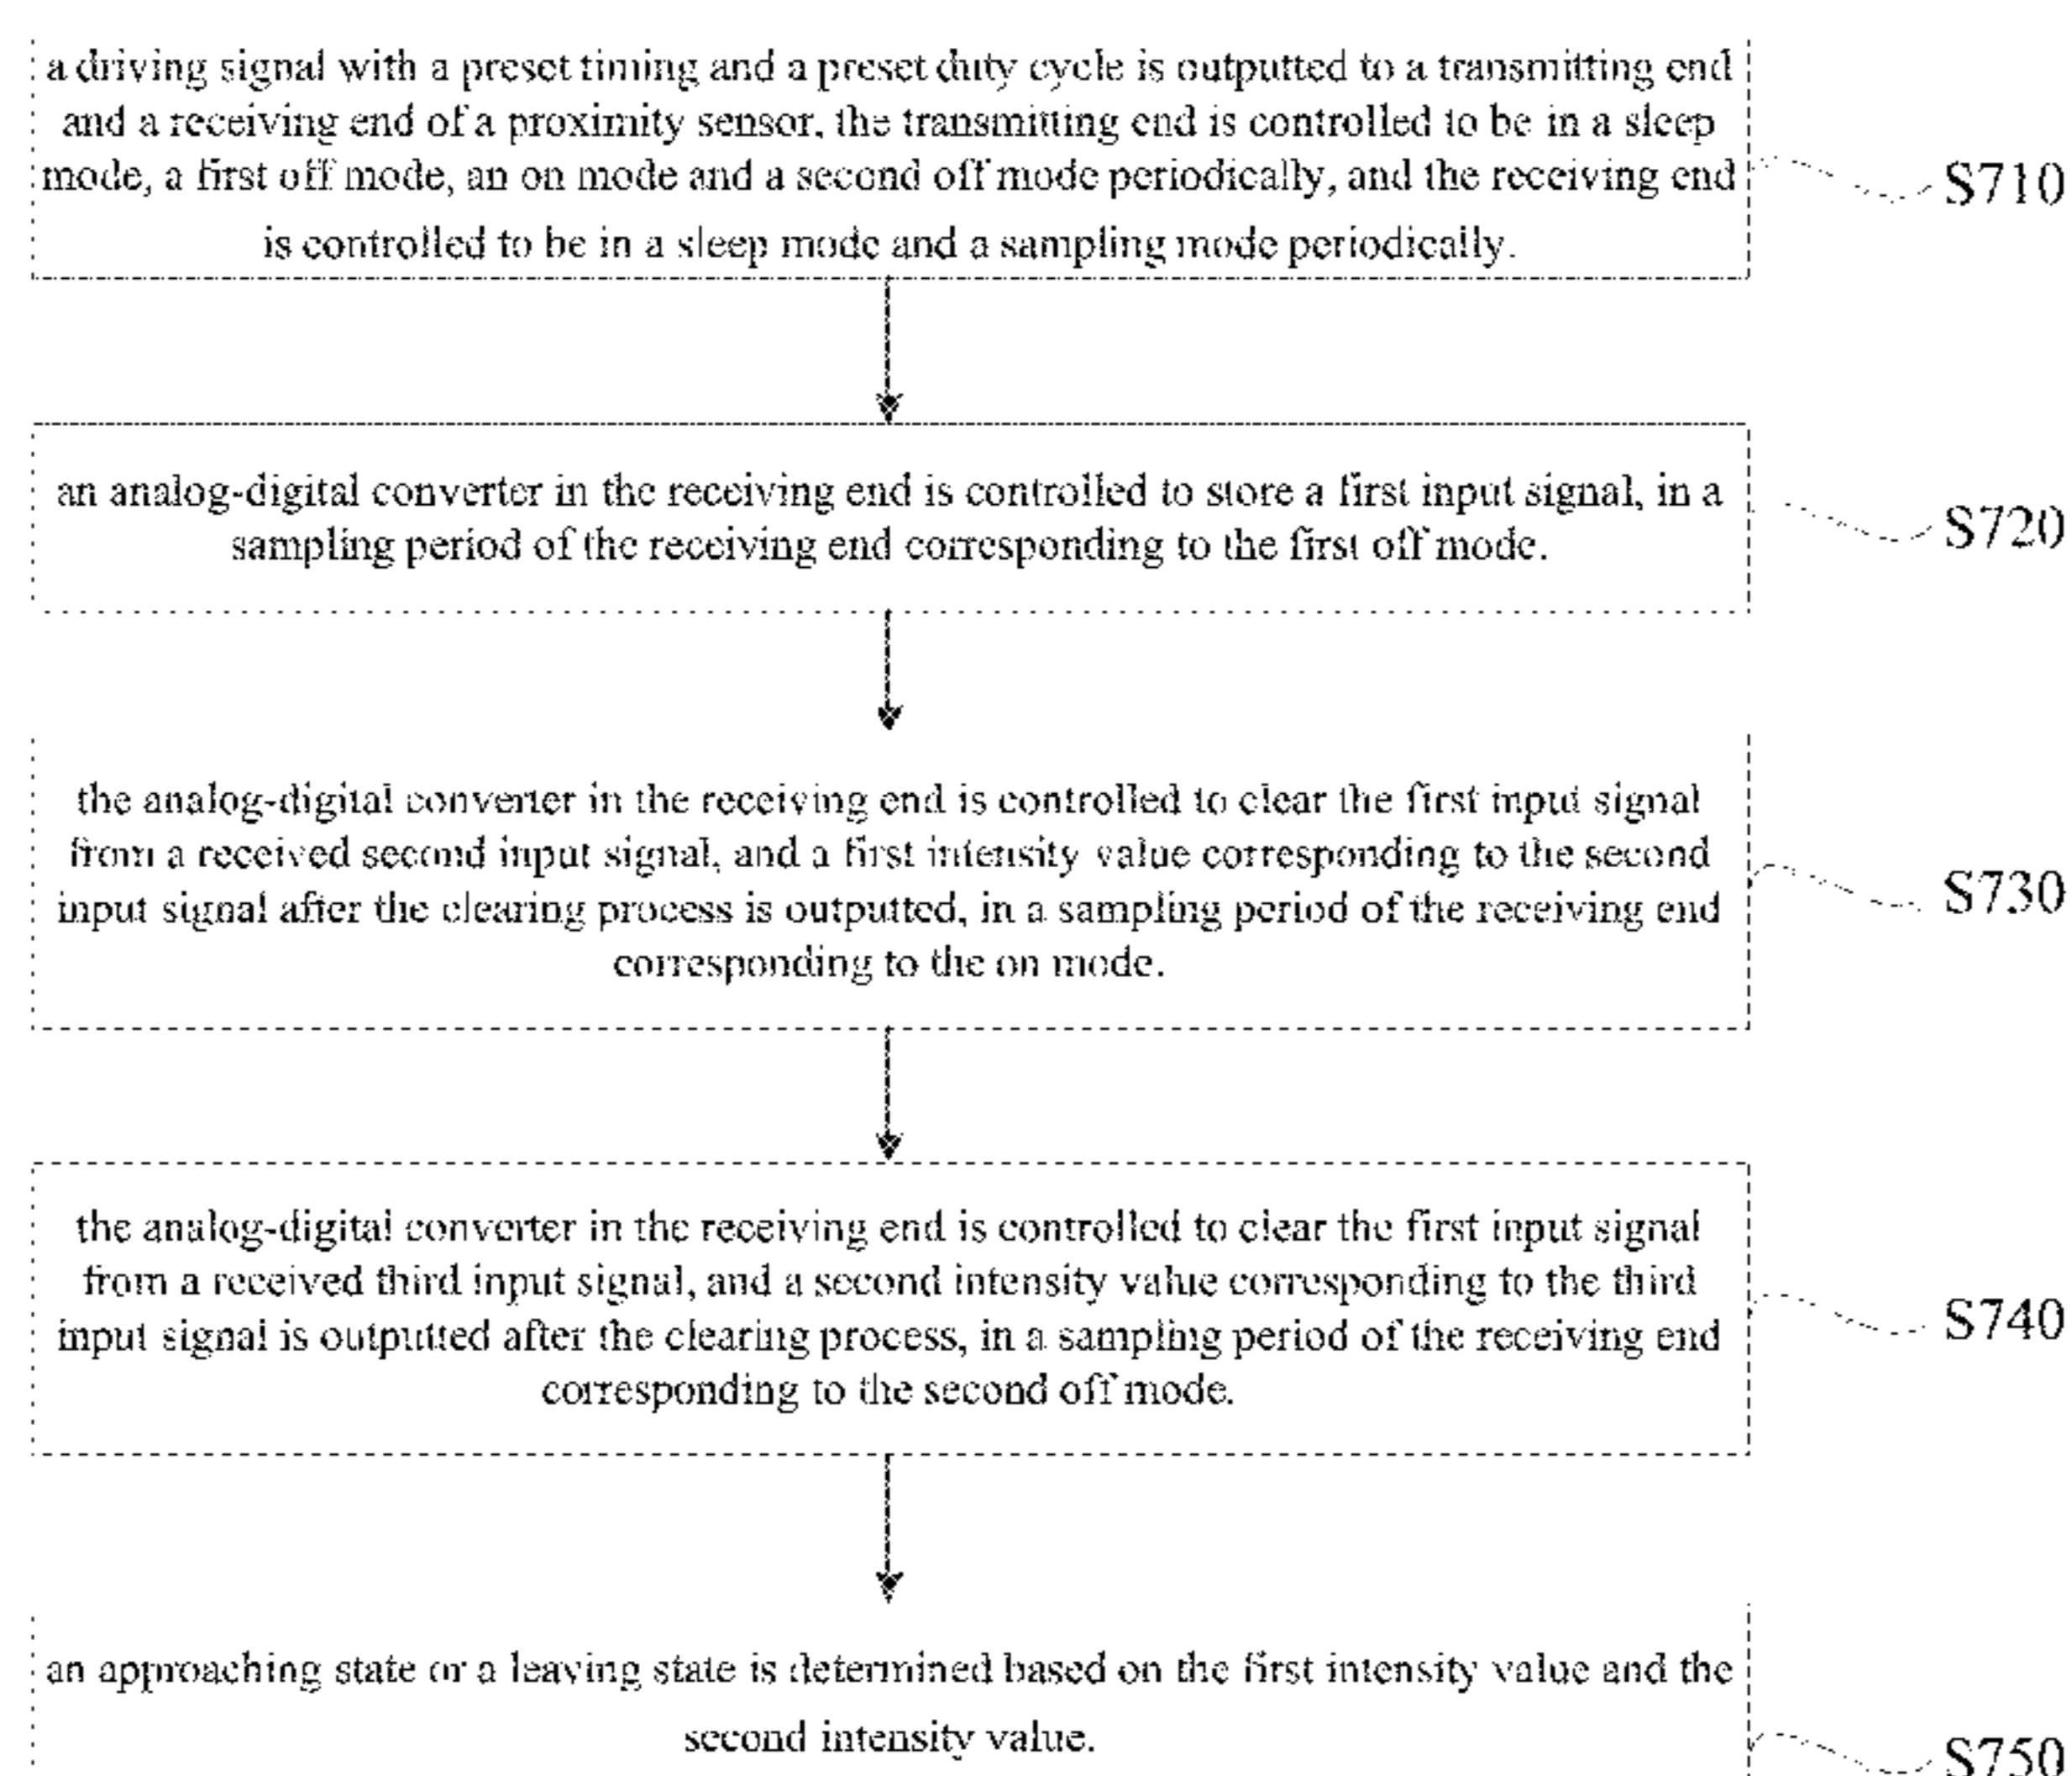 a driving signal with a preset timing and a preset duty cycle is outputted to a transmitting end
and a receiving end of a proximity sensor, the transmitting end is controlled to be in a sleep
mode, a first off mode, an on mode and a second off mode periodically, and the receiving end
is controlled to be in a sleep mode and a sampling mode periodically.
S710
an analog-digital converter in the receiving end is controlled to store a first input signal, in a
sampling period of the receiving end corresponding to the first off mode.
S720
the analog-digital converter in the receiving end is controlled to clear the first input signal
from a received second input signal, and a first intensity value corresponding to the second
input signal after the clearing process is outputted, in a sampling period of the receiving end
corresponding to the on mode.
S730
the analog-digital converter in the receiving end is controlled to clear the first input signal
from a received third input signal, and a second intensity value corresponding to the third
input signal is outputted after the clearing process, in a sampling period of the receiving end
corresponding to the second off mode.
S740
an approaching state or a leaving state is determined based on the first intensity value and the
second intensity value.
S750